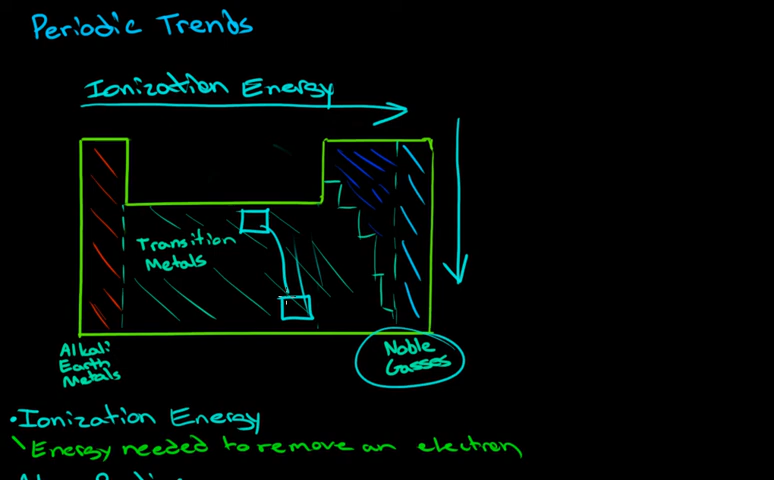 Periodic Trends
Ionization Energy
Transition
Metals
Alkali
Earth
Metals
Noble
Gasses
•Ionization Energy
\Energy needed to remove an electron